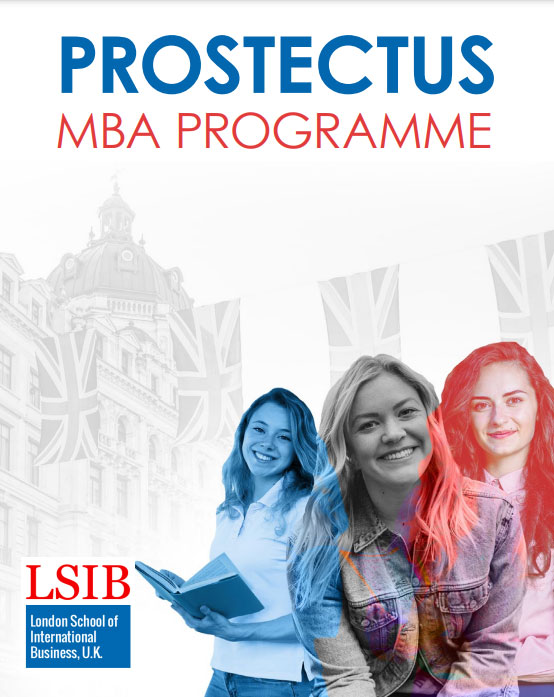 PROSTECTUS
MBA PROGRAMME
LSIB
London School of
International
Business, U.K.